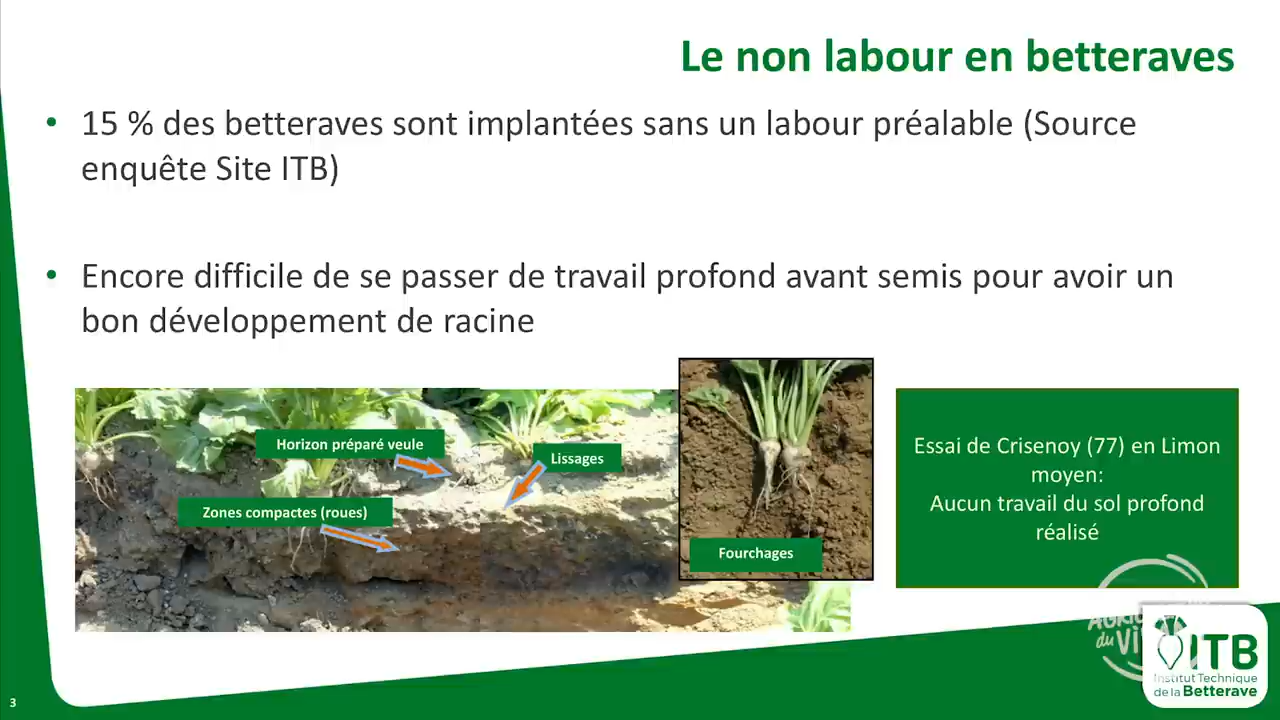 Le non labour en betteraves
• 15 % des betteraves sont implantées sans un labour préalable (Source
enquête Site ITB)
• Encore difficile de se passer de travail profond avant semis pour avoir un
bon développement de racine
Horizon préparé veule
Lissages
Zones compactes (roues)
Fourchages
Essai de Crisenoy (77) en Limon
moyen:
Aucun travail du sol profond
réalisé
du
ITB
Institut Technique
de la Betterave
3